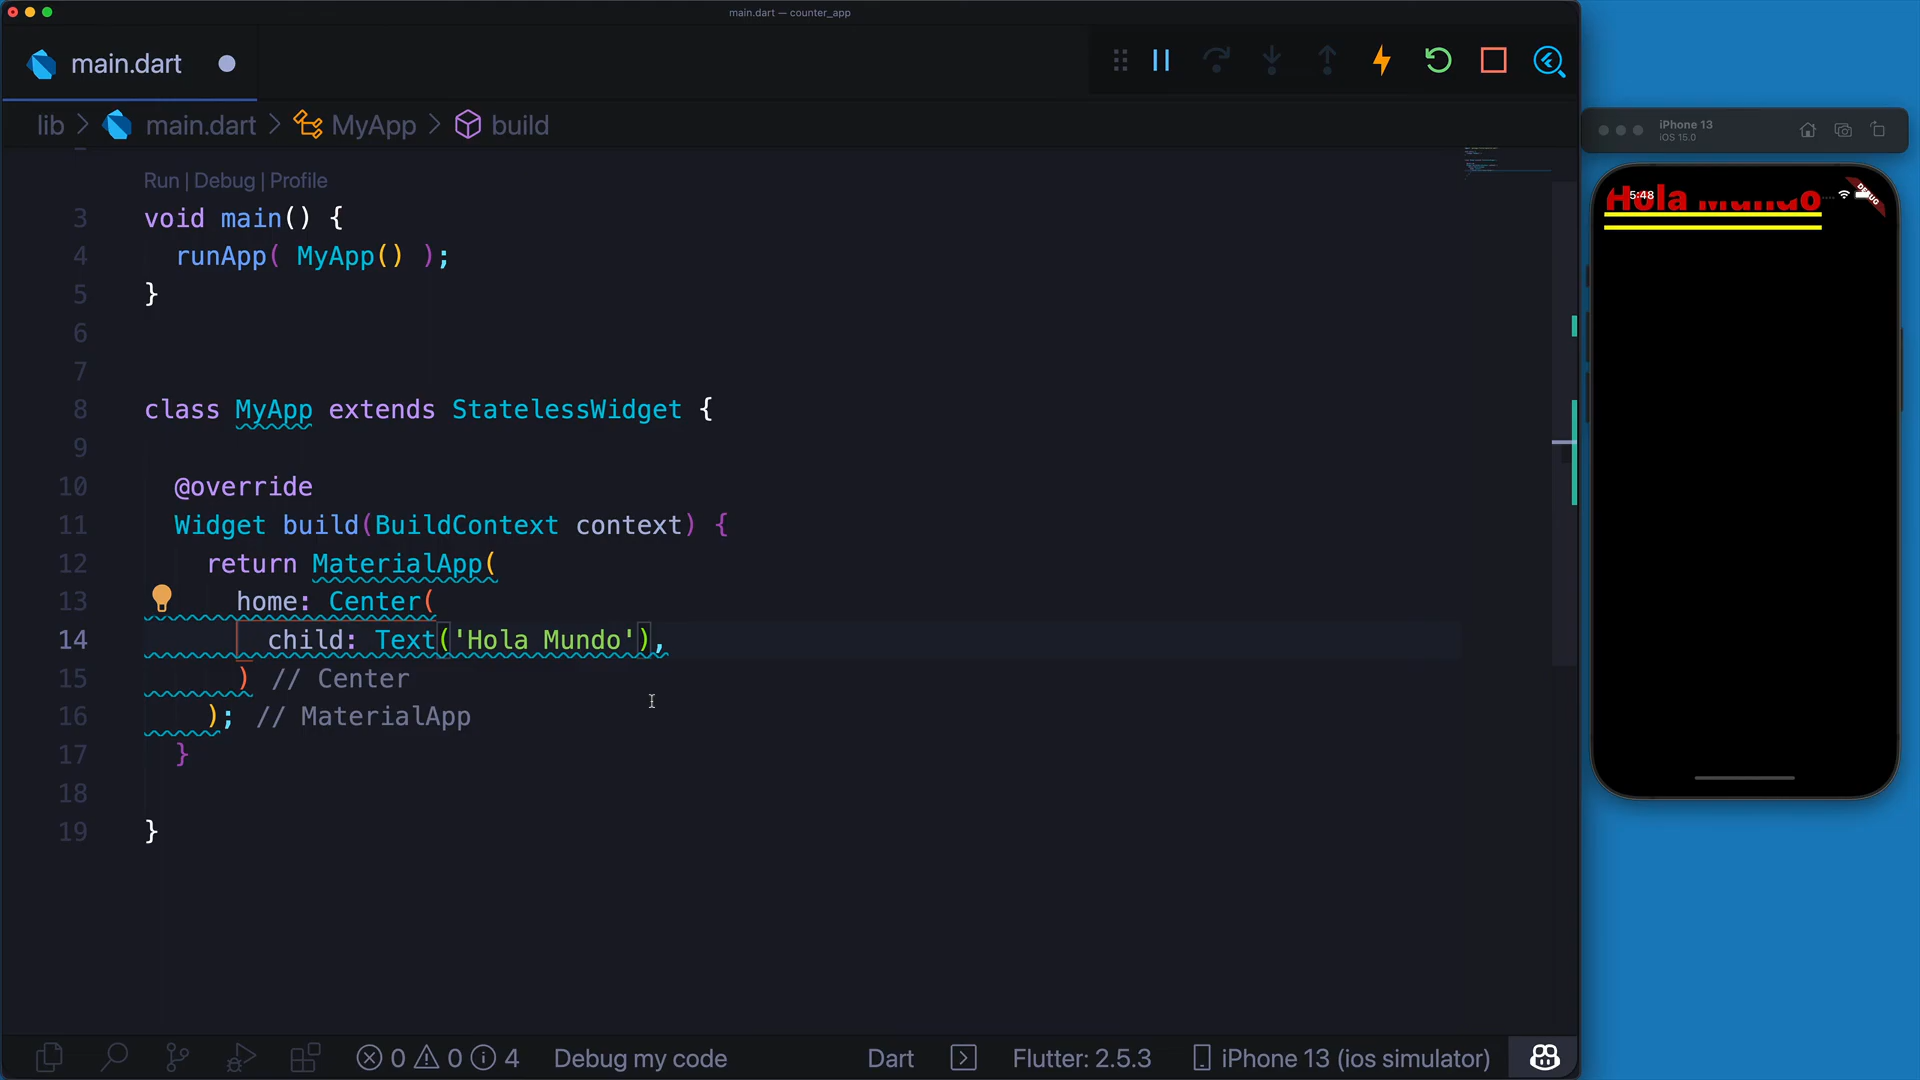 main.dart — counter_app
main.dart
lib > main.dart > MyApp > build
Run | Debug | Profile
3 void main() {
4 runApp( MyApp() );
5 }
6
7
8 class MyApp extends StatelessWidget {
9
10 @override
11 Widget build(BuildContext context) {
12 return MaterialApp(
13 home: Center(
14 child: Text('Hola Mundo'),
15 ) // Center
16 ); // MaterialApp
17 }
18
19 }
0 0 4 Debug my code Dart Flutter: 2.5.3 iPhone 13 (ios simulator)
iPhone 13
iOS 15.0
5:48
DEBUG
Hola Mundo